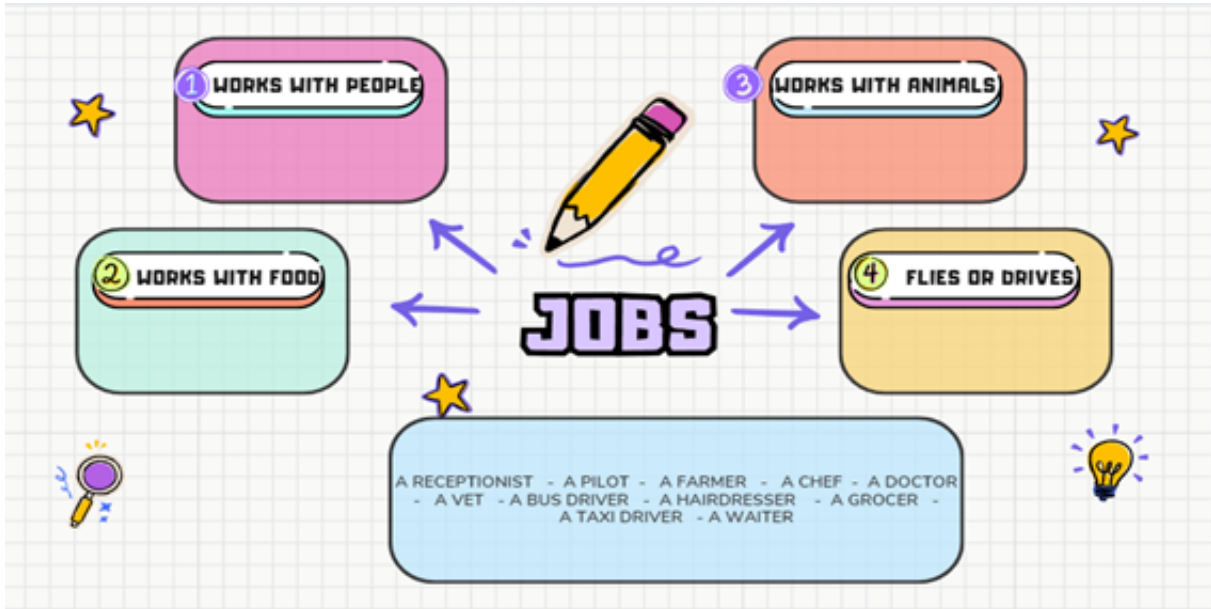 1 WORKS WITH PEOPLE
3 WORKS WITH ANIMALS
2 WORKS WITH FOOD
4 FLIES OR DRIVES
JOBS
A RECEPTIONIST - A PILOT - A FARMER - A CHEF - A DOCTOR
- A VET - A BUS DRIVER - A HAIRDRESSER - A GROCER -
A TAXI DRIVER - A WAITER